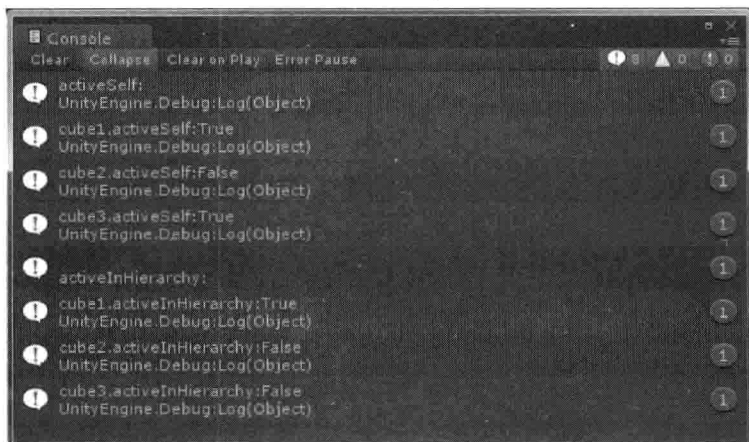 Console
Clear Collapse Clear on Play Error Pause 8 0 0
activeSelf:
UnityEngine.Debug:Log(Object)
1
cube1.activeSelf:True
UnityEngine.Debug:Log(Object)
1
cube2.activeSelf:False
UnityEngine.Debug:Log(Object)
1
cube3.activeSelf:True
UnityEngine.Debug:Log(Object)
1
activeInHierarchy:
1
cube1.activeInHierarchy:True
UnityEngine.Debug:Log(Object)
1
cube2.activeInHierarchy:False
UnityEngine.Debug:Log(Object)
1
cube3.activeInHierarchy:False
UnityEngine.Debug:Log(Object)
1